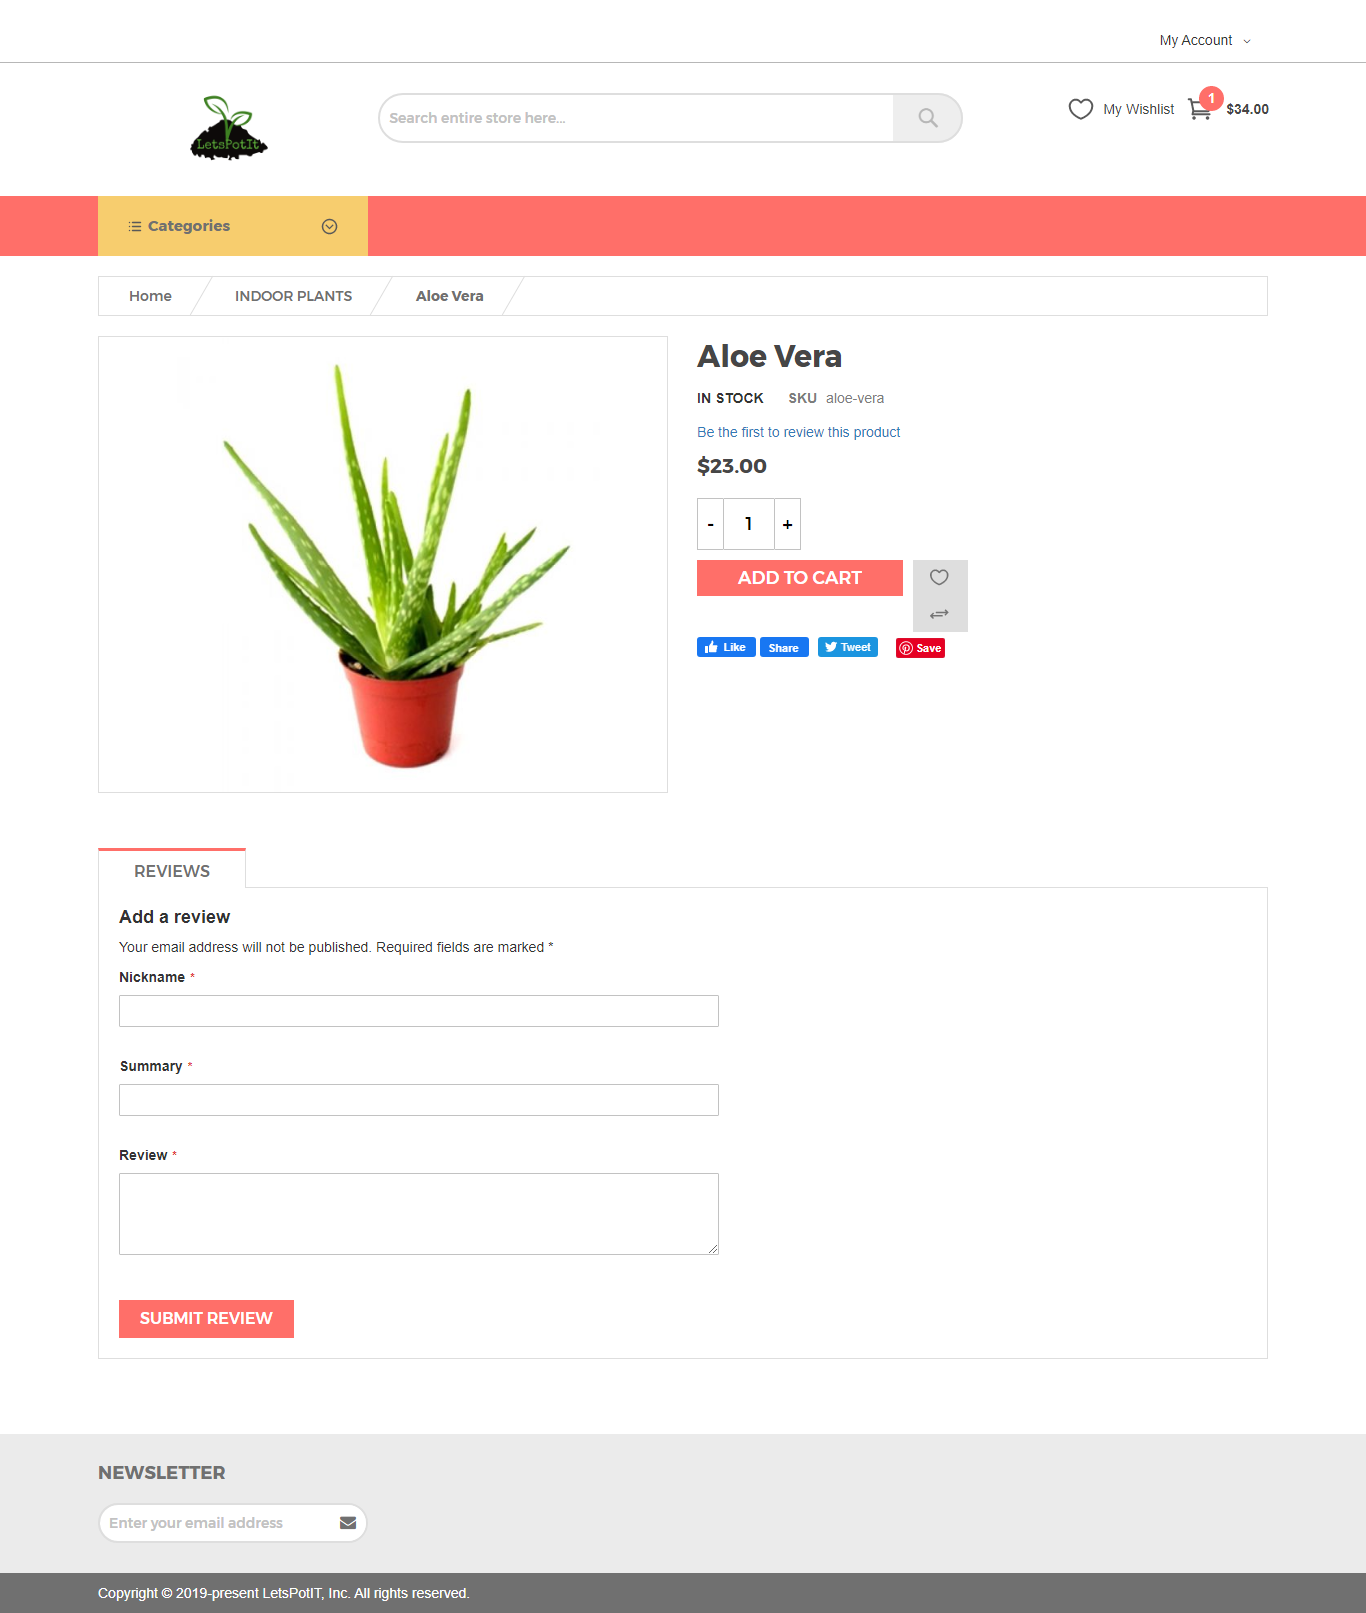 My Account
LetsPotIt
Search entire store here...
My Wishlist
1
$34.00
Categories
Home
INDOOR PLANTS
Aloe Vera
Aloe Vera
IN STOCK SKU aloe-vera
Be the first to review this product
$23.00
- 1 +
ADD TO CART
Like Share Tweet Save
REVIEWS
Add a review
Your email address will not be published. Required fields are marked *
Nickname *
Summary *
Review *
SUBMIT REVIEW
NEWSLETTER
Enter your email address
Copyright © 2019-present LetsPotIT, Inc. All rights reserved.